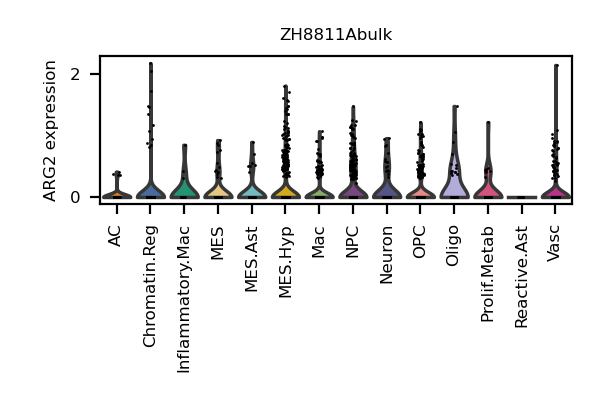 ZH8811Abulk
ARG2 expression
2
0
AC
Chromatin.Reg
Inflammatory.Mac
MES
MES.Ast
MES.Hyp
Mac
NPC
Neuron
OPC
Oligo
Prolif.Metab
Reactive.Ast
Vasc